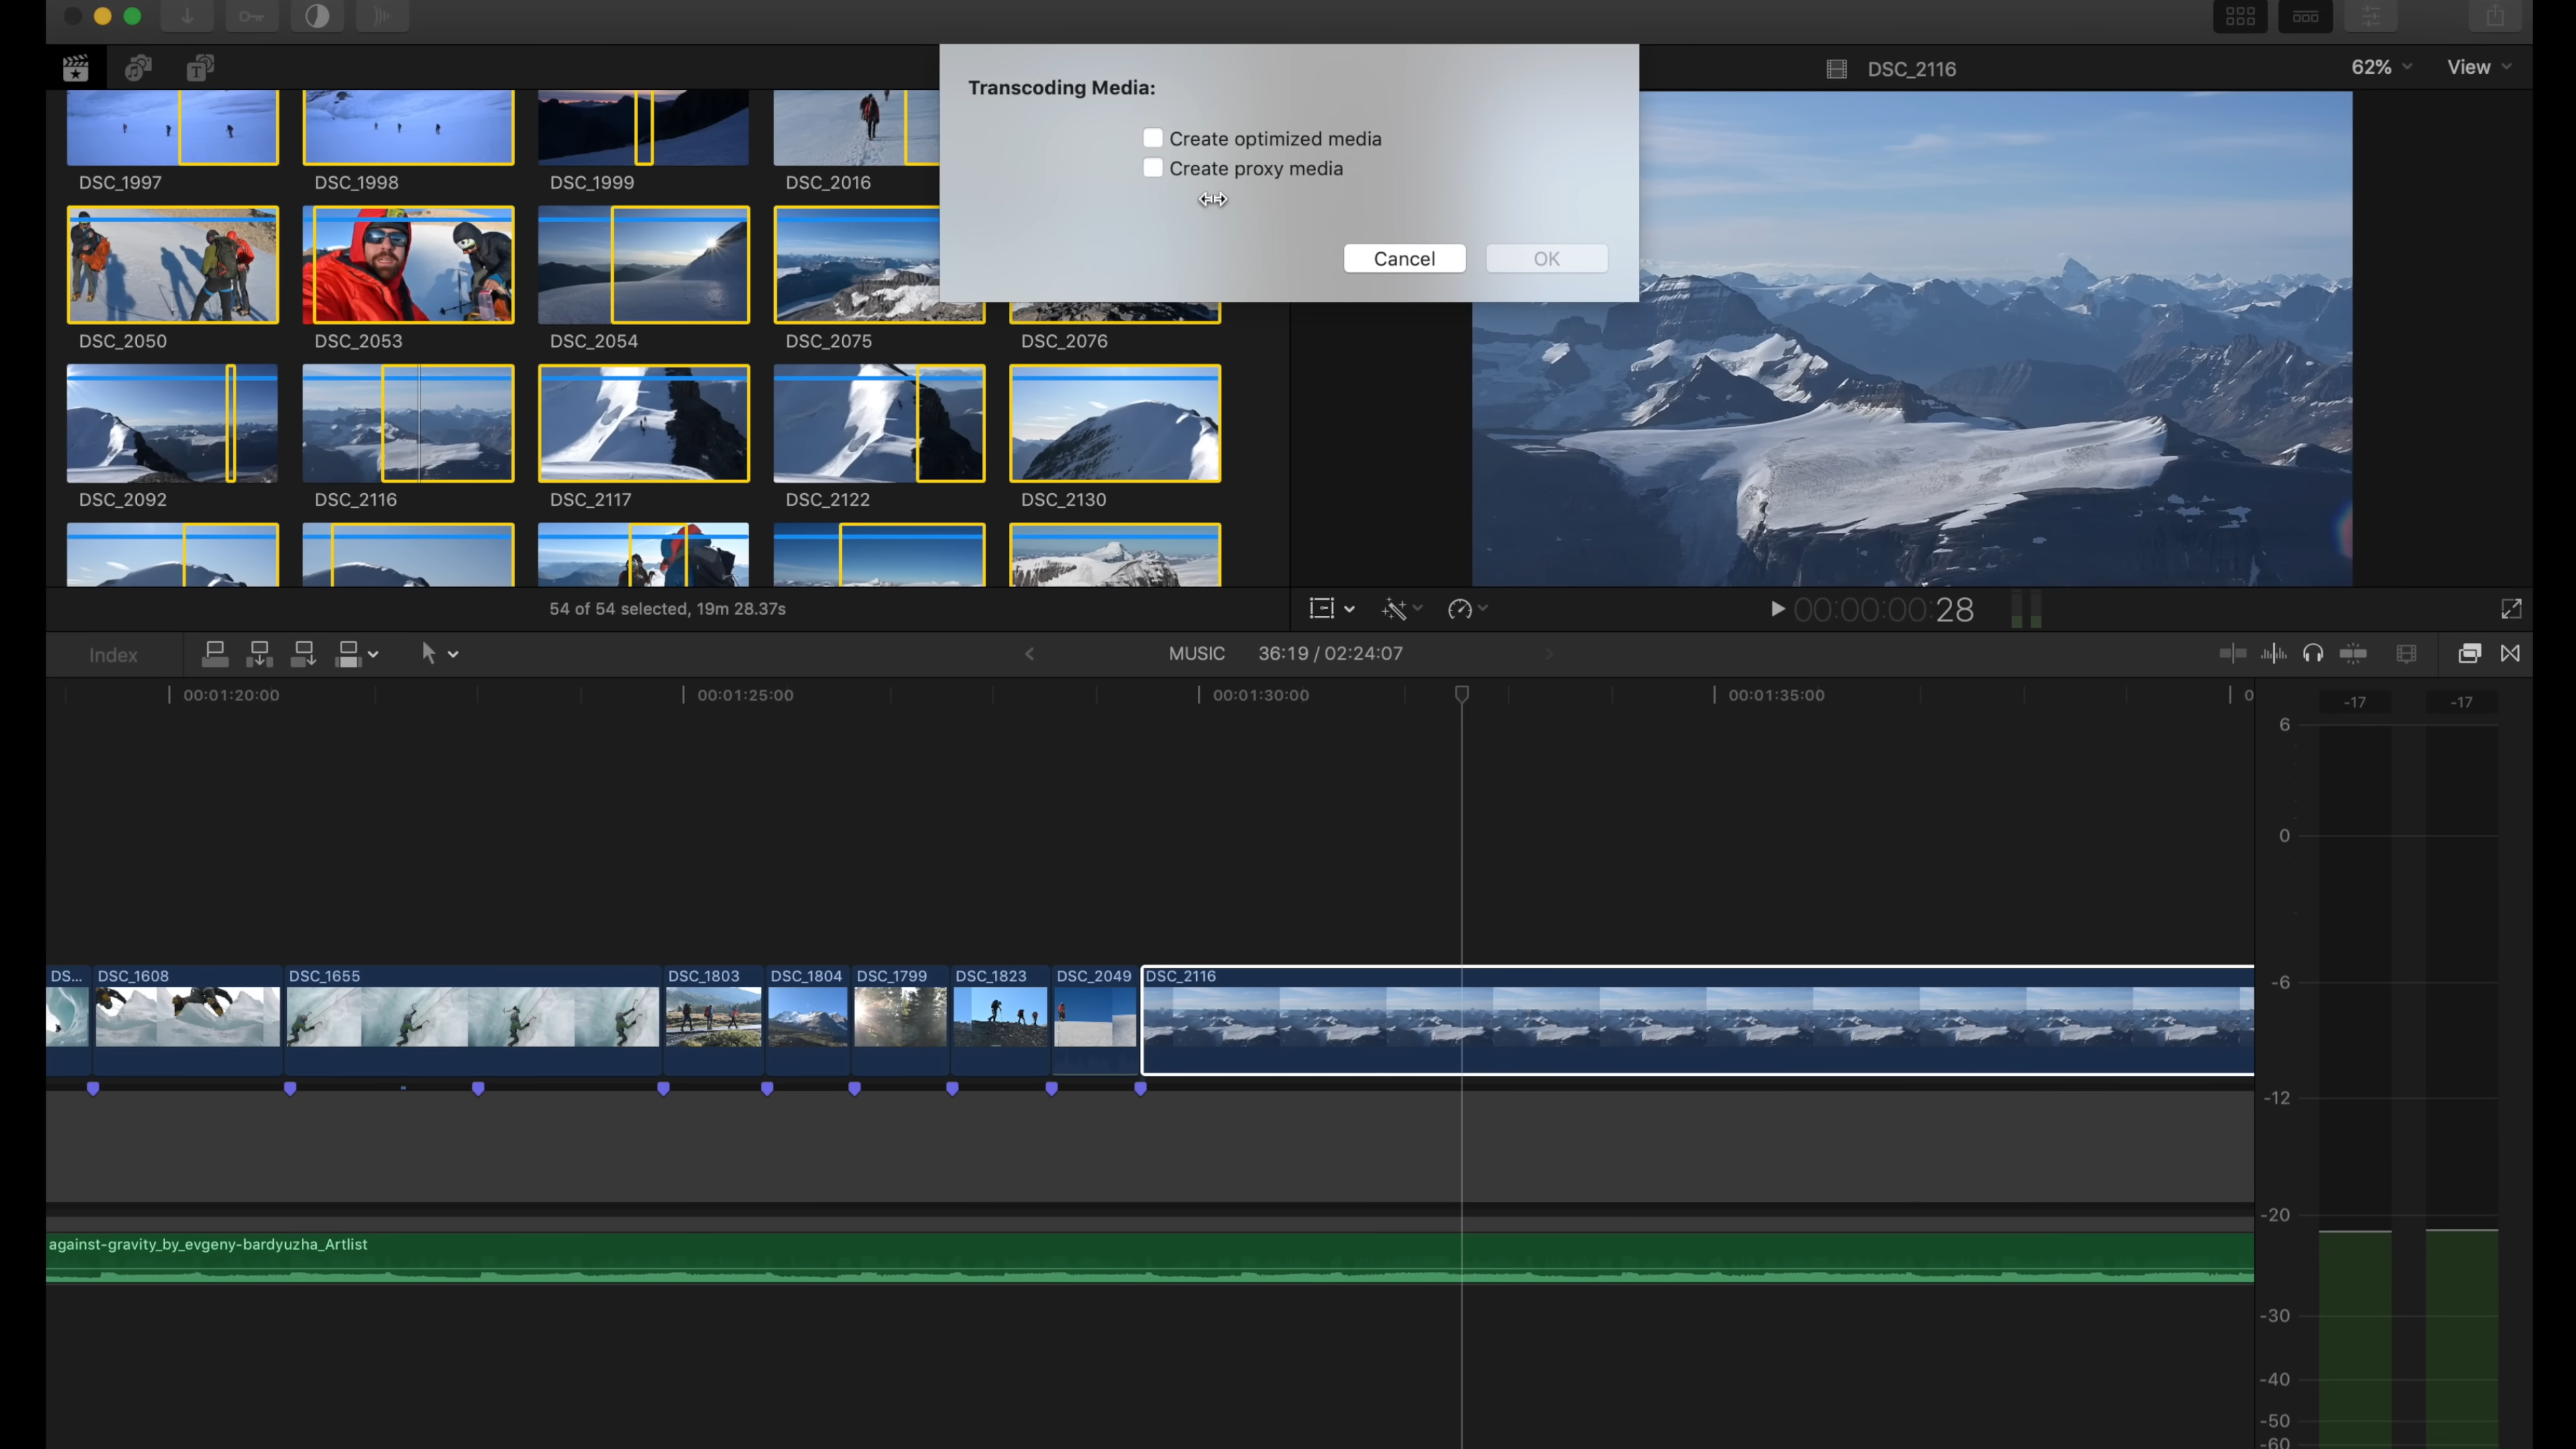 Transcoding Media:
Create optimized media
Create proxy media
Cancel
OK
DSC_2116
62%
View
DSC_1997
DSC_1998
DSC_1999
DSC_2016
DSC_2050
DSC_2053
DSC_2054
DSC_2075
DSC_2076
DSC_2092
DSC_2116
DSC_2117
DSC_2122
DSC_2130
54 of 54 selected, 19m 28.37s
00:00:00:28
Index
MUSIC 36:19 / 02:24:07
00:01:20:00
00:01:25:00
00:01:30:00
00:01:35:00
0
-17
-17
6
0
-6
-12
-20
-30
-40
-50
-60
DS...
DSC_1608
DSC_1655
DSC_1803
DSC_1804
DSC_1799
DSC_1823
DSC_2049
DSC_2116
against-gravity_by_evgeny-bardyuzha_Artlist